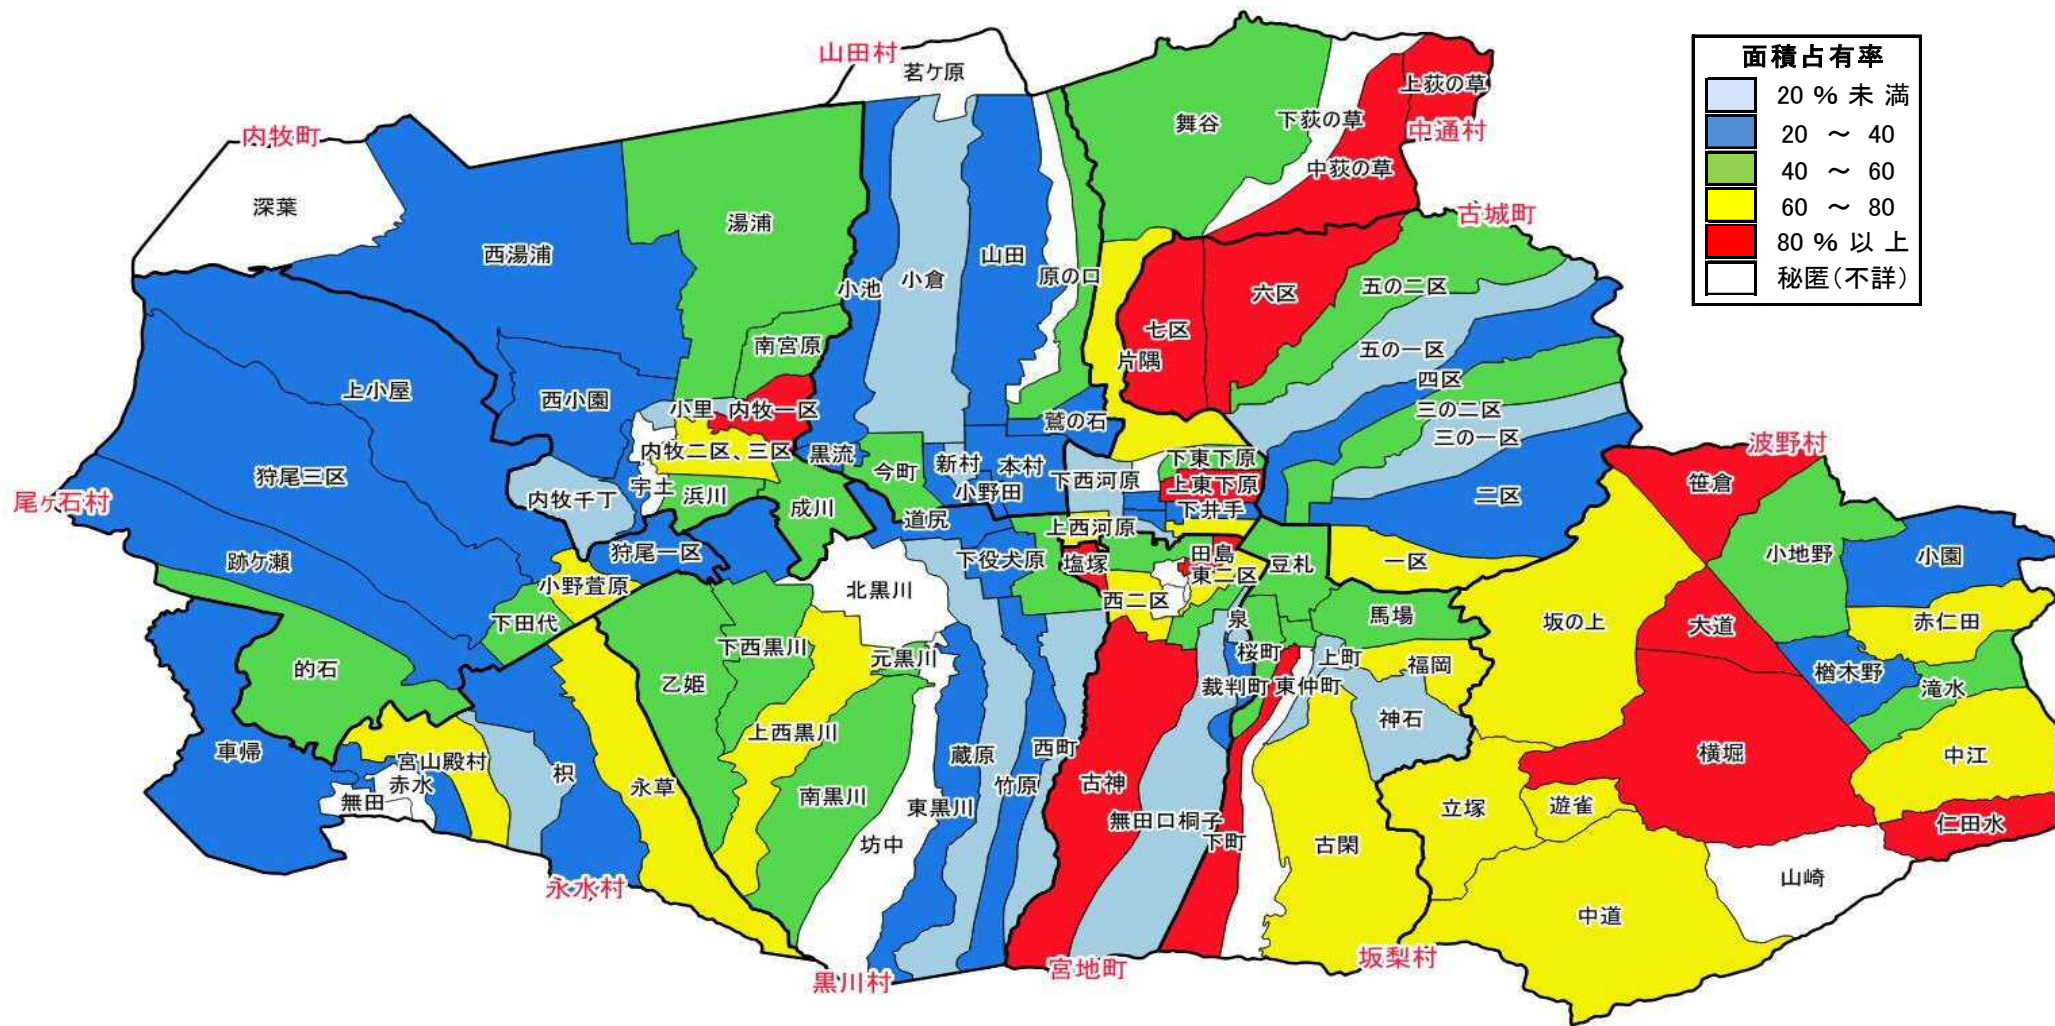 面積占有率
20 % 未 満
20 ～ 40
40 ～ 60
60 ～ 80
80 % 以 上
秘匿(不詳)
山田村
茗ケ原
上荻の草
内牧町
舞谷
下荻の草
中通村
中荻の草
深葉
湯浦
古城町
西湯浦
小池
小倉
山田
原の口
六区
五の二区
七区
南宮原
片隅
五の一区
上小屋
西小園
小里
内牧一区
四区
鷲の石
三の二区
三の一区
内牧二区、三区
黒流
今町
新村
本村
下東下原
波野村
狩尾三区
宇土
浜川
成川
小野田
下西河原
上東下原
二区
笹倉
尾ヶ石村
内牧千丁
道尻
上西河原
下井手
跡ケ瀬
狩尾一区
下役犬原
塩塚
田島
豆札
一区
小地野
小園
小野萱原
北黒川
西二区
東二区
下田代
泉
馬場
坂の上
大道
赤仁田
的石
乙姫
下西黒川
元黒川
桜町
上町
福岡
楢木野
滝水
裁判町
東仲町
車帰
宮山殿村
枳
上西黒川
蔵原
西町
神石
横堀
中江
無田
赤水
永草
南黒川
東黒川
竹原
古神
立塚
遊雀
坊中
無田口桐子
下町
古閑
仁田水
永水村
山崎
中道
黒川村
宮地町
坂梨村